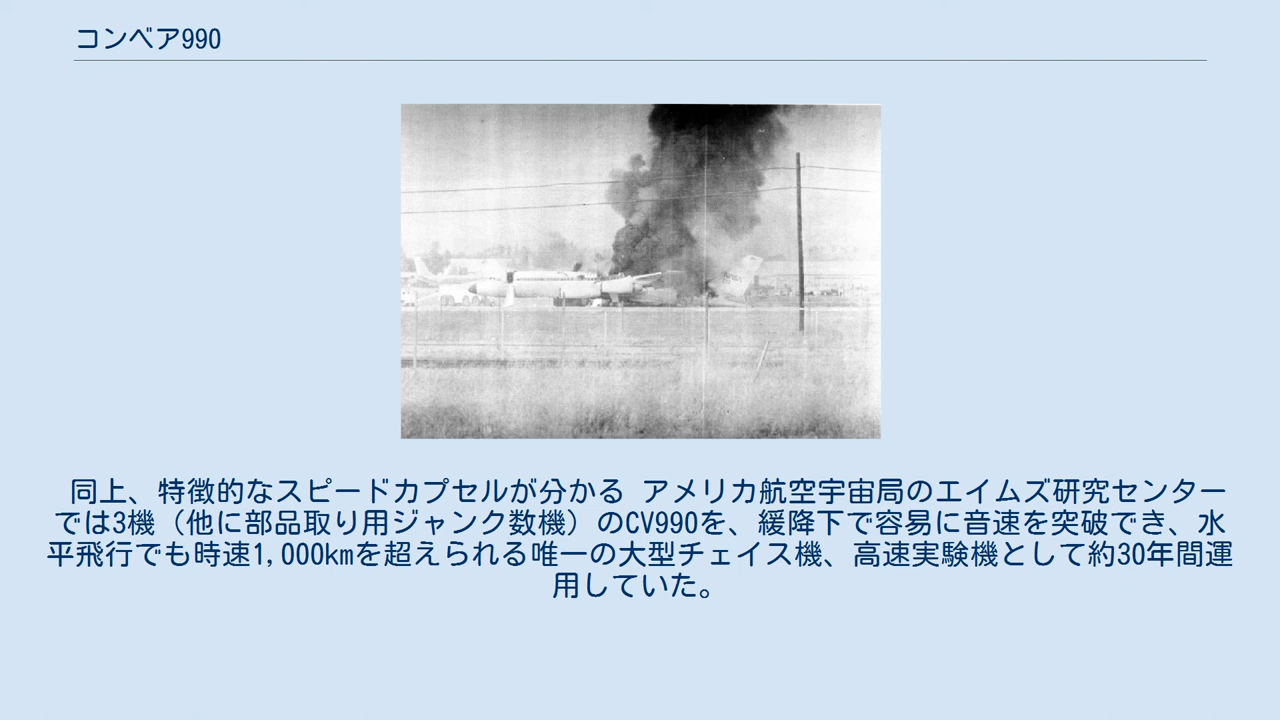 コンベア990
同上、特徴的なスピードカプセルが分かる アメリカ航空宇宙局のエイムズ研究センター
では3機（他に部品取り用ジャンク数機）のCV990を、緩降下で容易に音速を突破でき、水
平飛行でも時速1,000kmを超えられる唯一の大型チェイス機、高速実験機として約30年間運
用していた。